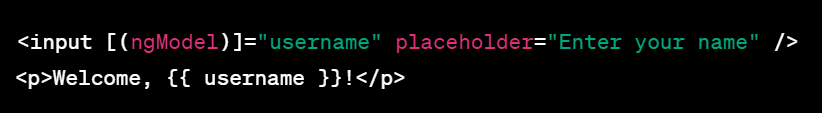 <input [(ngModel)]="username" placeholder="Enter your name" />
<p>Welcome, {{ username }}!</p>